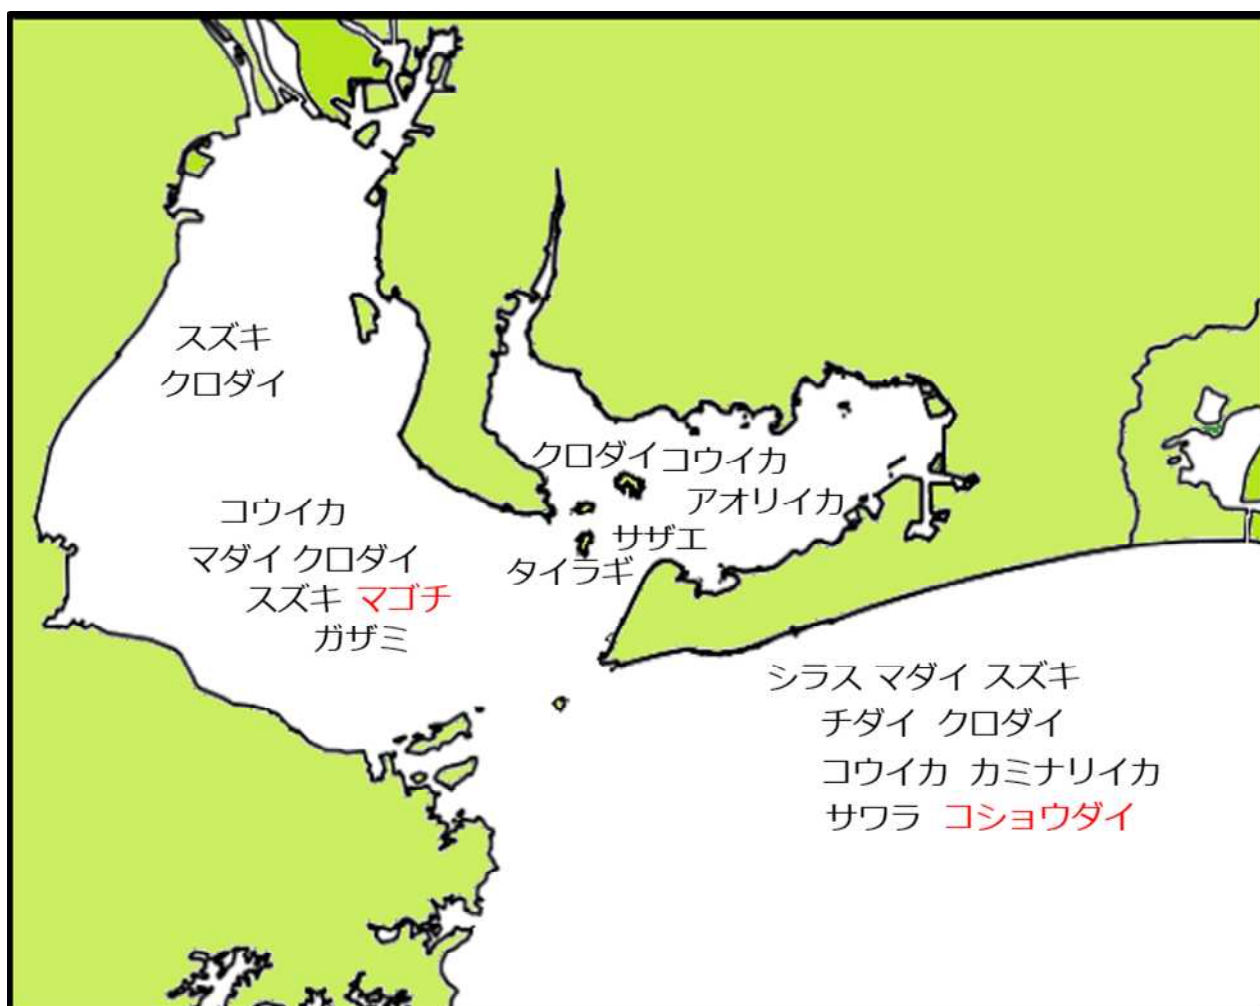 スズキ
クロダイ
クロダイ コウイカ
アオリイカ
サザエ
タイラギ
コウイカ
マダイ クロダイ
スズキ マゴチ
ガザミ
シラス マダイ スズキ
チダイ クロダイ
コウイカ カミナリイカ
サワラ コショウダイ